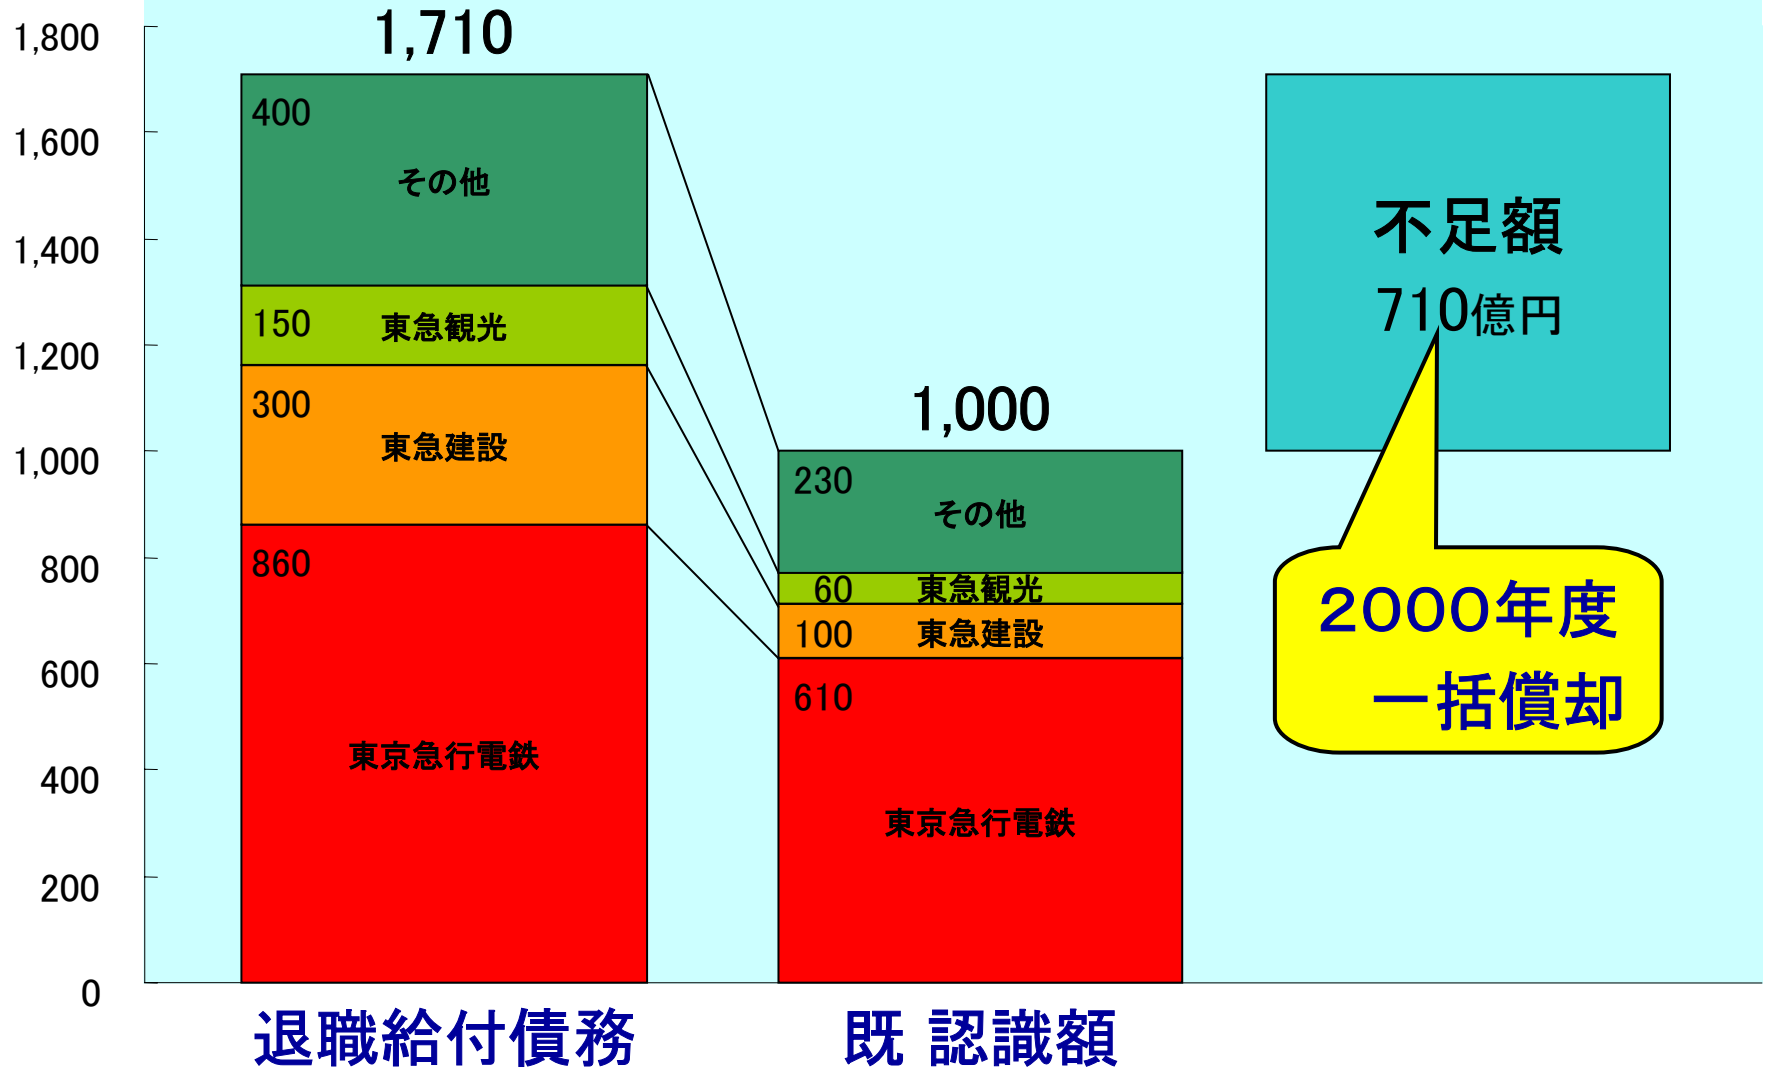 1,800
1,600
1,400
1,200
1,000
800
600
400
200
0
1,710
400
その他
150
東急観光
300
東急建設
860
東京急行電鉄
退職給付債務
1,000
230
その他
60
東急観光
100
東急建設
610
東京急行電鉄
既 認識額
不足額
710億円
２０００年度
一括償却